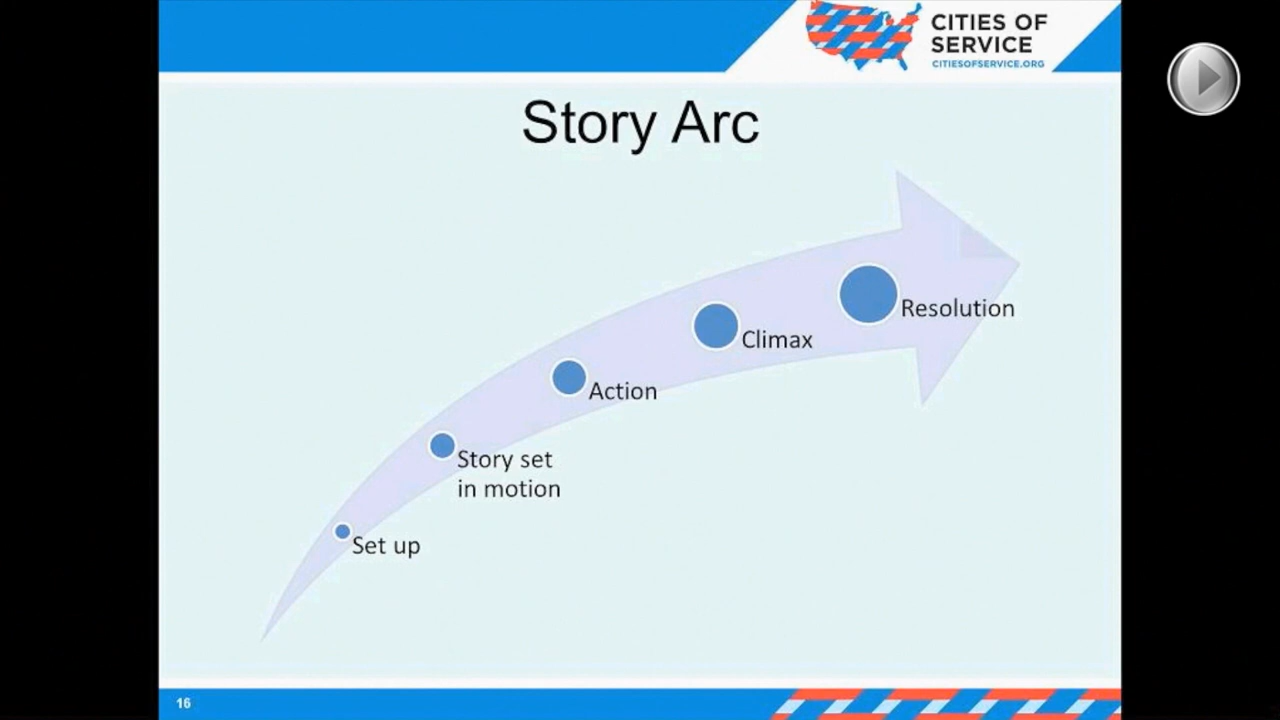 CITIES OF
SERVICE
CITIESOFSERVICE.ORG
Story Arc
Resolution
Climax
Action
Story set
in motion
Set up
16